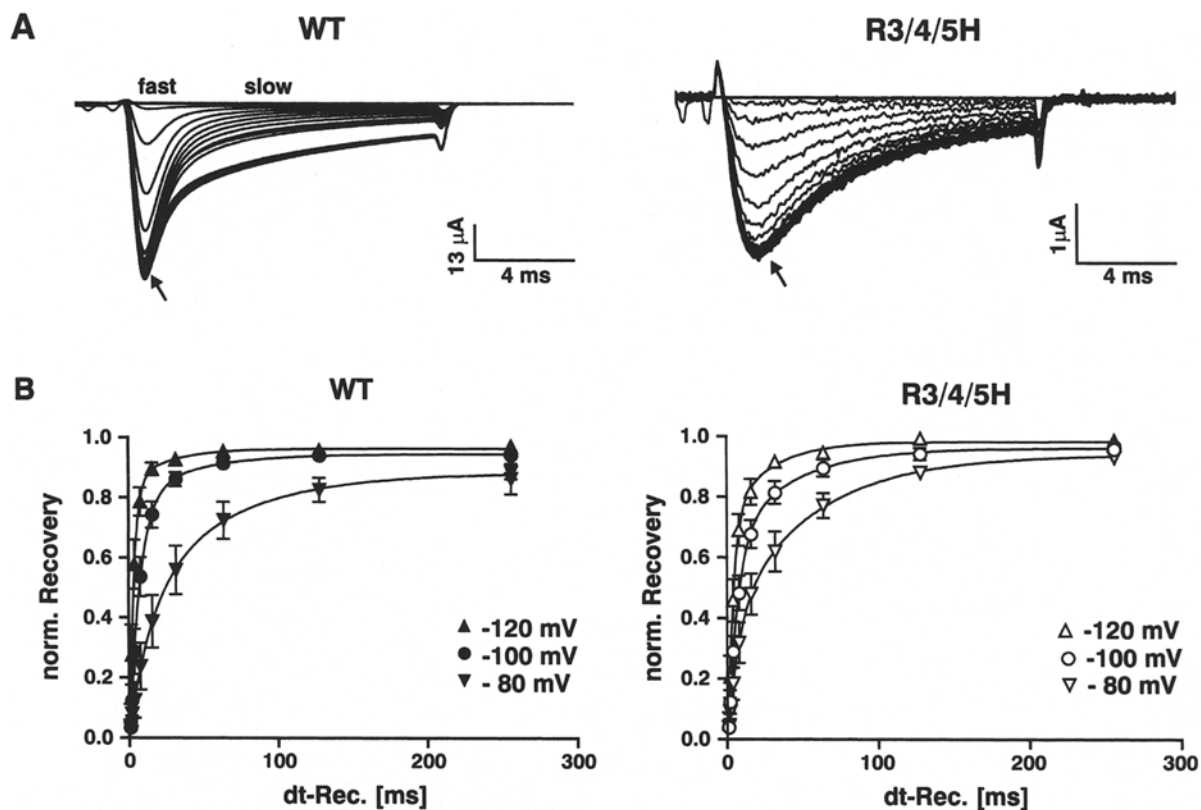 A
WT
R3/4/5H
fast slow
13 µA
4 ms
1µA
4 ms
B
WT
R3/4/5H
norm. Recovery
1.0
0.8
0.6
0.4
0.2
0.0
0 100 200 300
dt-Rec. [ms]
-120 mV
-100 mV
- 80 mV
norm. Recovery
1.0
0.8
0.6
0.4
0.2
0.0
0 100 200 300
dt-Rec. [ms]
-120 mV
-100 mV
- 80 mV